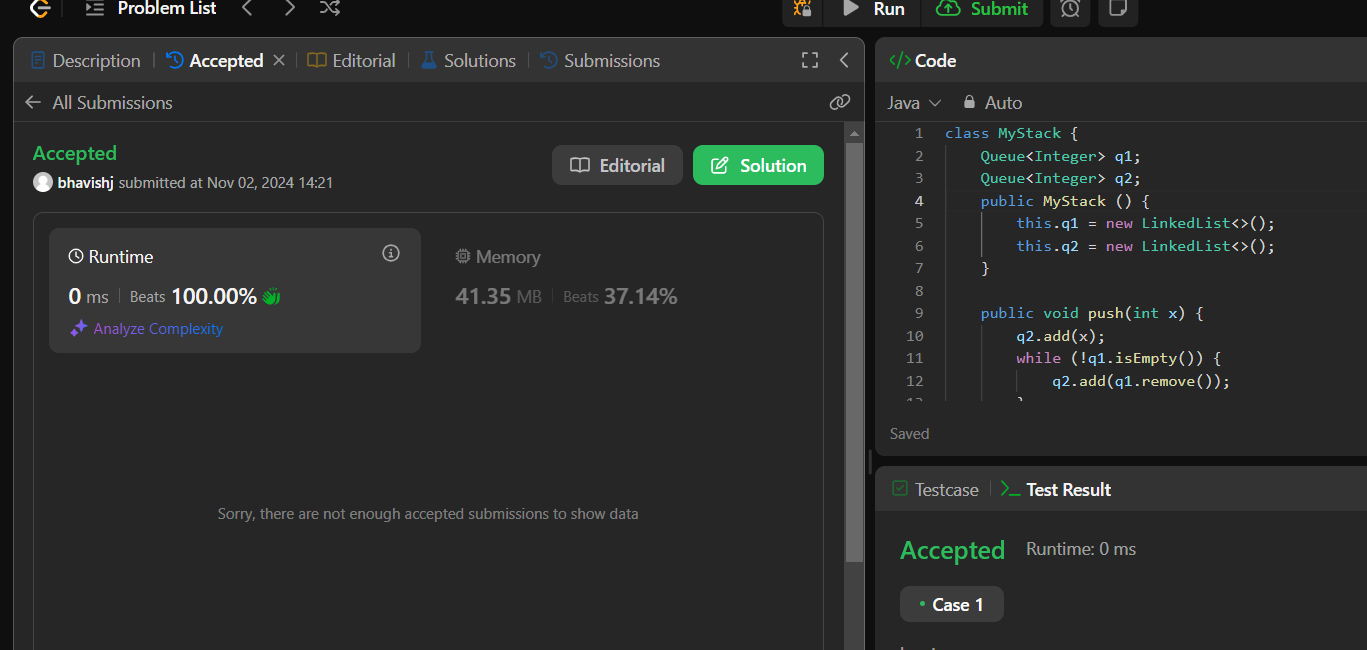 Problem List
Run
Submit
Description
Accepted
Editorial
Solutions
Submissions
All Submissions
Accepted
bhavishj submitted at Nov 02, 2024 14:21
Editorial
Solution
Runtime
0 ms
Beats 100.00%
Analyze Complexity
Memory
41.35 MB
Beats 37.14%
Sorry, there are not enough accepted submissions to show data
</> Code
Java
Auto
1 class MyStack {
2 Queue<Integer> q1;
3 Queue<Integer> q2;
4 public MyStack () {
5 this.q1 = new LinkedList<>();
6 this.q2 = new LinkedList<>();
7 }
8
9 public void push(int x) {
10 q2.add(x);
11 while (!q1.isEmpty()) {
12 q2.add(q1.remove());
Saved
Testcase
>_ Test Result
Accepted
Runtime: 0 ms
• Case 1